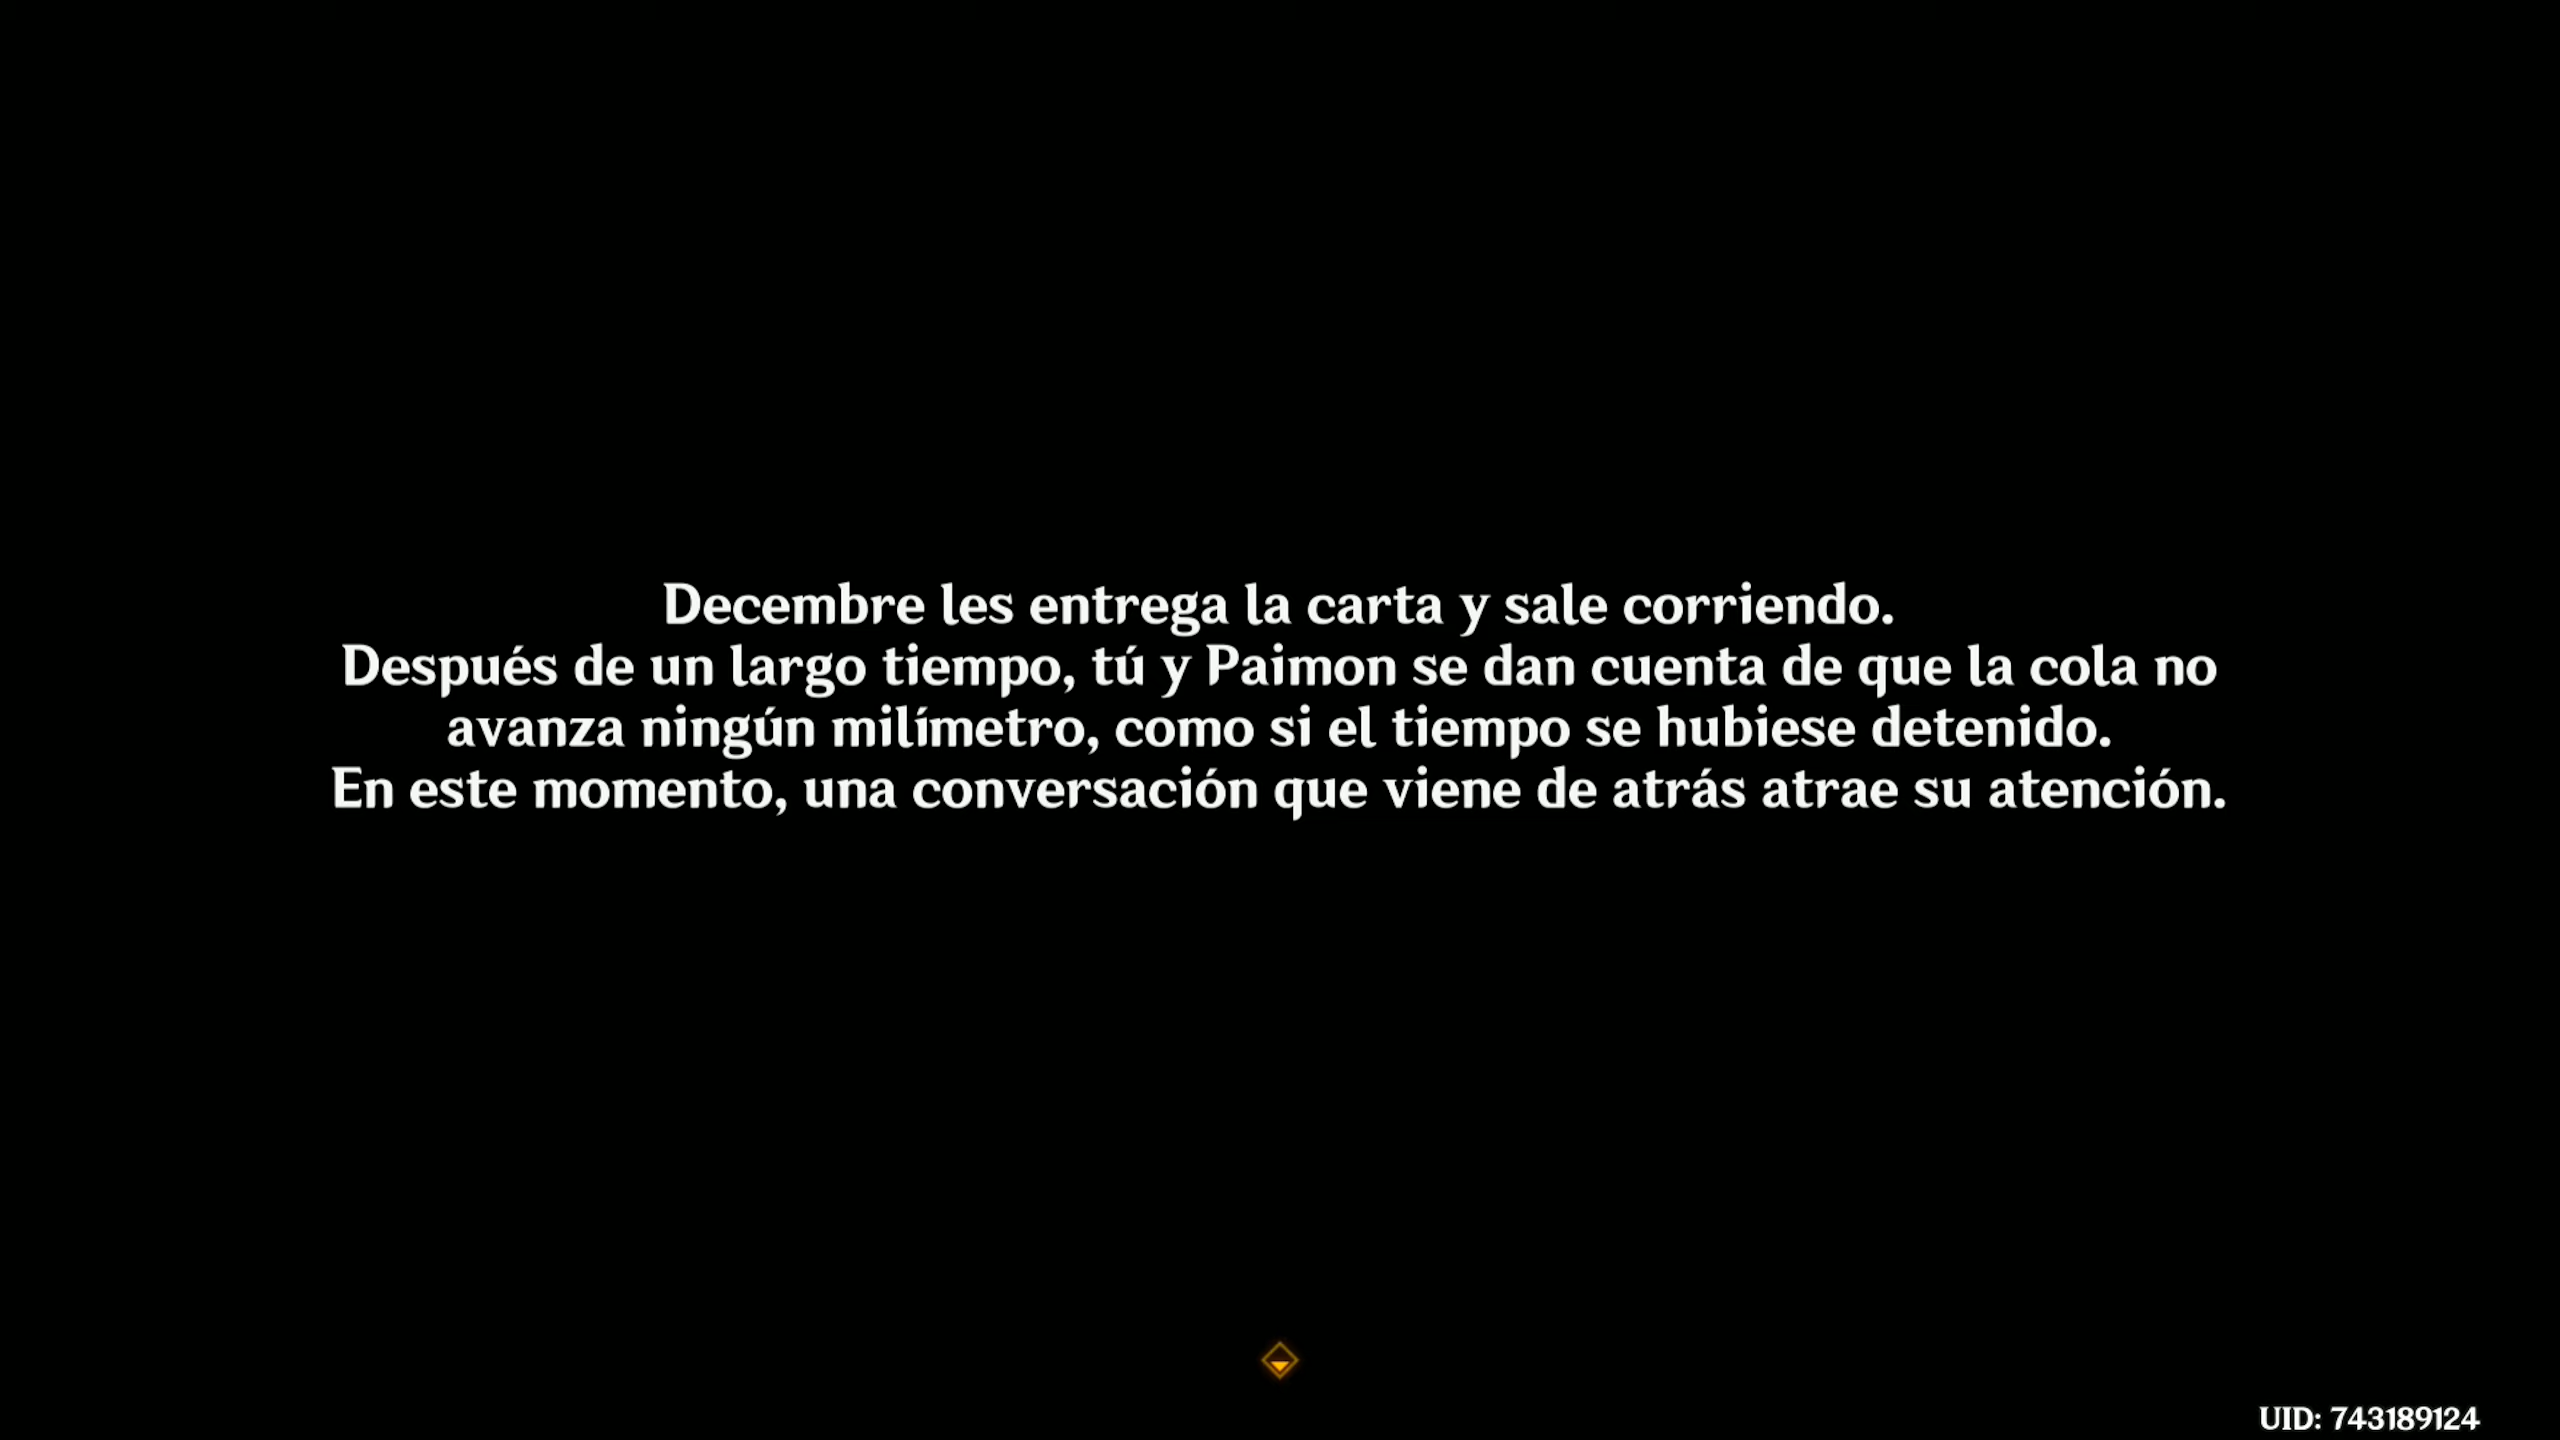 Decembre les entrega la carta y sale corriendo.
Después de un largo tiempo, tú y Paimon se dan cuenta de que la cola no
avanza ningún milímetro, como si el tiempo se hubiese detenido.
En este momento, una conversación que viene de atrás atrae su atención.
UID: 743189124